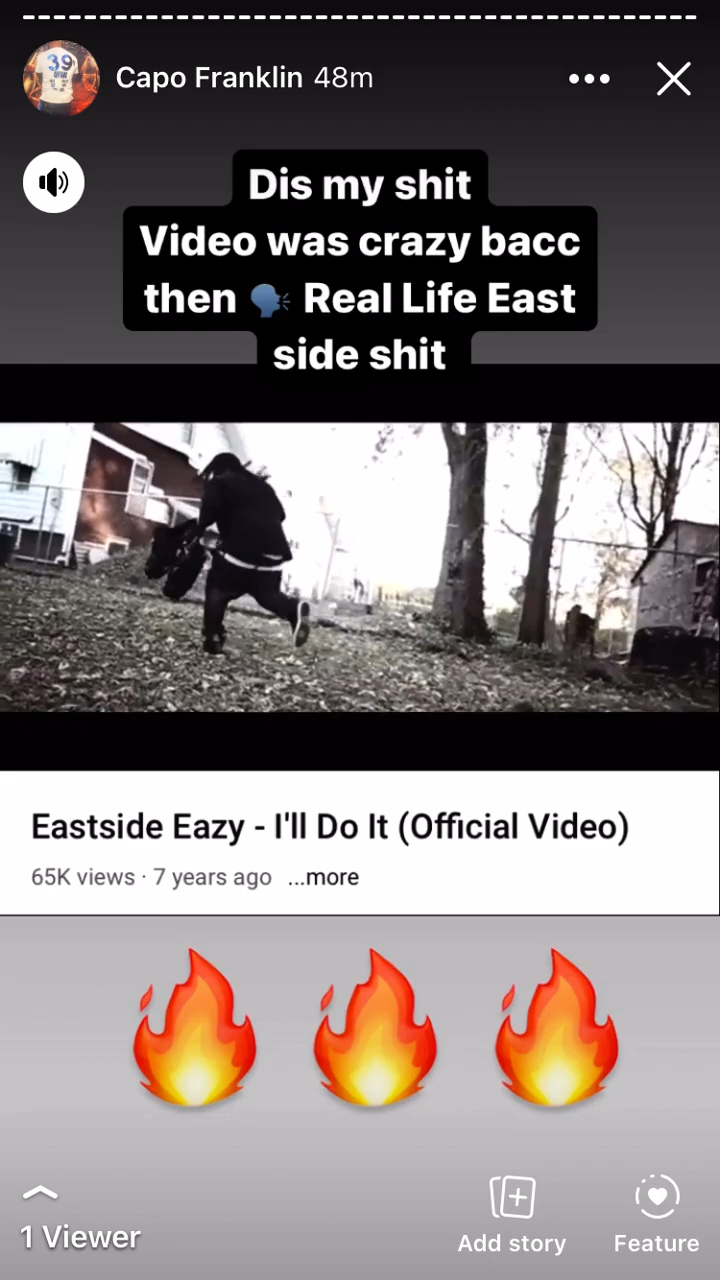 Capo Franklin 48m
Dis my shit
Video was crazy bacc
then 🗣️ Real Life East
side shit
Eastside Eazy - I'll Do It (Official Video)
65K views · 7 years ago ...more
1 Viewer
Add story
Feature